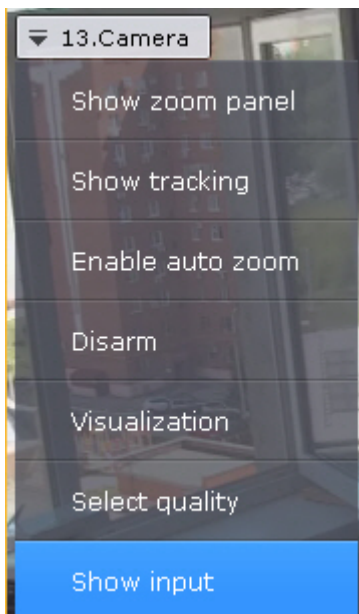 13.Camera
Show zoom panel
Show tracking
Enable auto zoom
Disarm
Visualization
Select quality
Show input